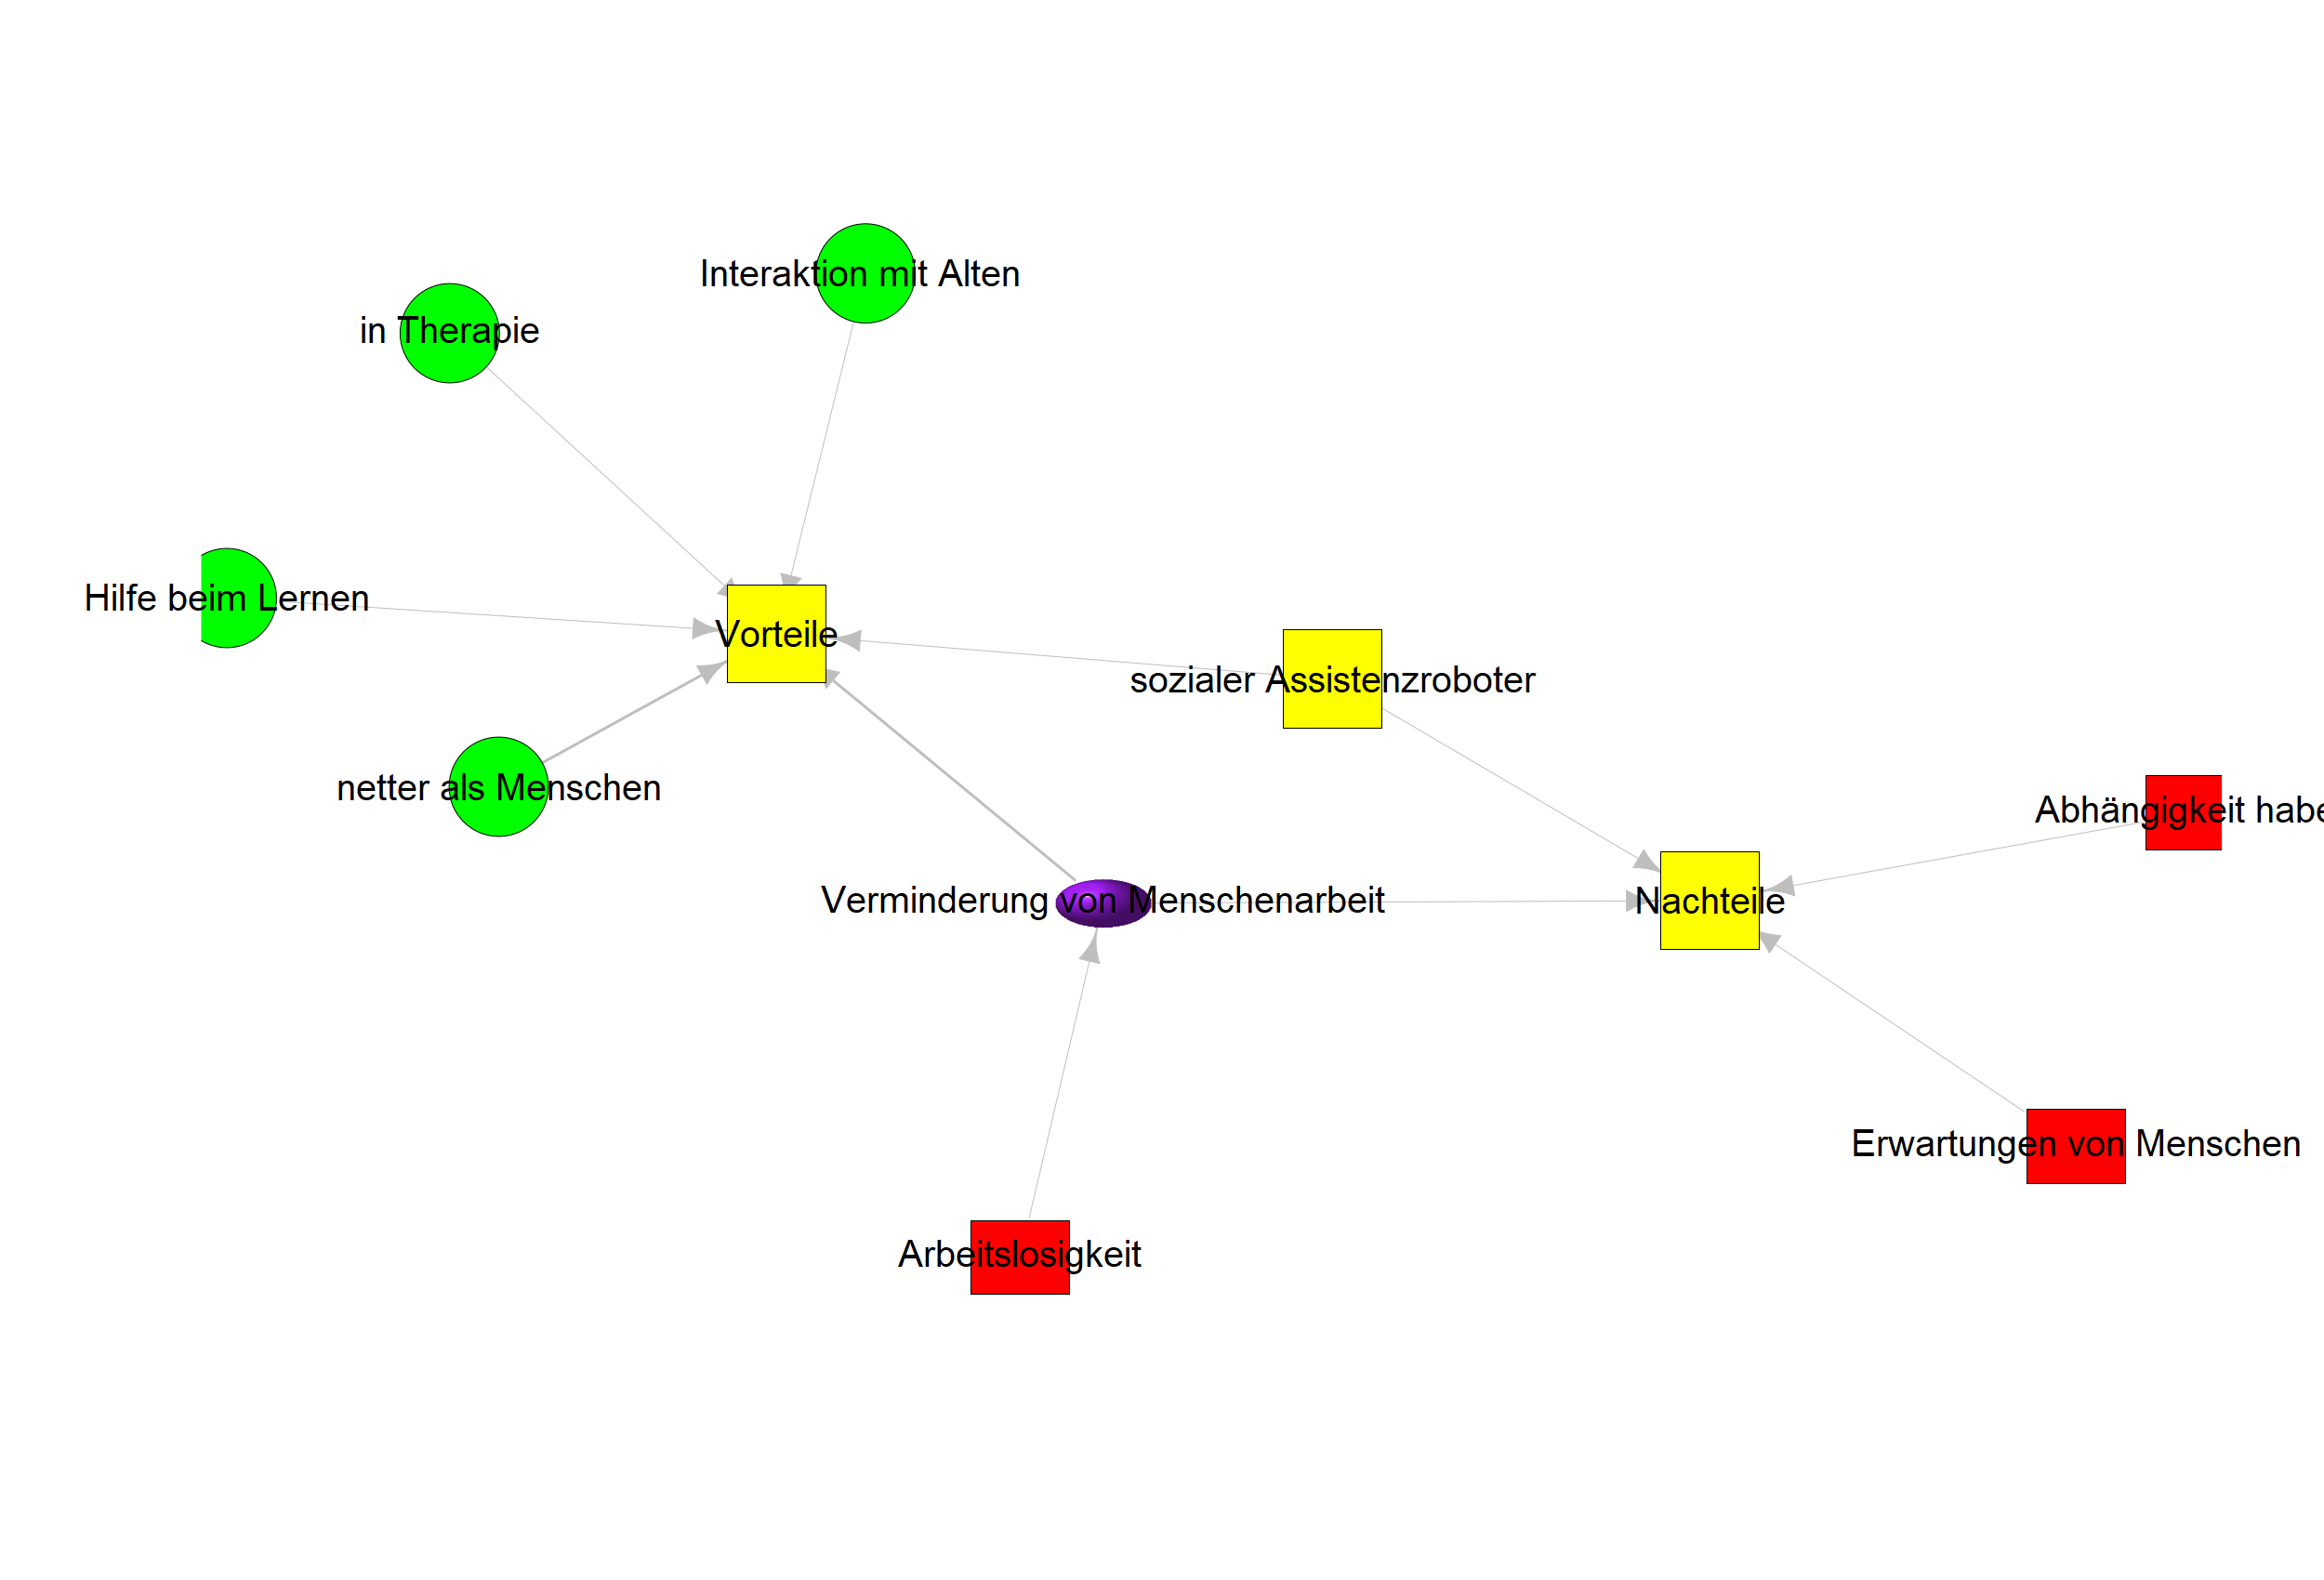 Interaktion mit Alten
in Therapie
Hilfe beim Lernen
Vorteile
sozialer Assistenzroboter
netter als Menschen
Abhängigkeit habe
Verminderung von Menschenarbeit
Nachteile
Erwartungen von Menschen
Arbeitslosigkeit